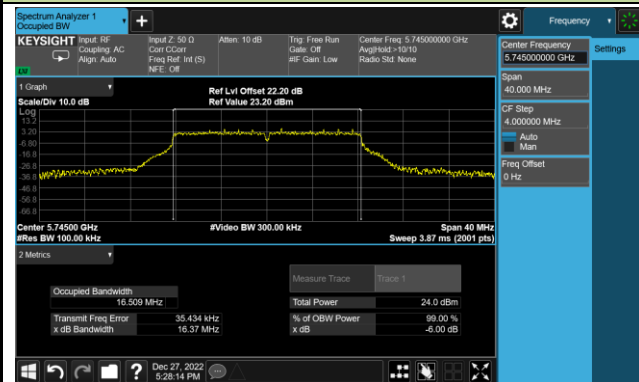 Spectrum Analyzer 1
Occupied BW
Frequency
KEYSIGHT
Input: RF
Coupling: AC
Align: Auto
Input Z: 50 Ω
Corr CCorr
Freq Ref: Int (S)
NFE: Off
Atten: 10 dB
Trig: Free Run
Gate: Off
#IF Gain: Low
Center Freq: 5.745000000 GHz
Avg|Hold:>10/10
Radio Std: None
1 Graph
Scale/Div 10.0 dB
Ref Lvl Offset 22.20 dB
Ref Value 23.20 dBm
Log
13.2
3.20
-6.80
-16.8
-26.8
-36.8
-46.8
-56.8
-66.8
Center 5.74500 GHz
#Res BW 100.00 kHz
#Video BW 300.00 kHz
Span 40 MHz
Sweep 3.87 ms (2001 pts)
2 Metrics
Measure Trace
Trace 1
Occupied Bandwidth
16.509 MHz
Total Power
24.0 dBm
Transmit Freq Error
35.434 kHz
% of OBW Power
99.00 %
x dB Bandwidth
16.37 MHz
x dB
-6.00 dB
Center Frequency
5.745000000 GHz
Settings
Span
40.000 MHz
CF Step
4.000000 MHz
Auto
Man
Freq Offset
0 Hz
Dec 27, 2022
5:28:14 PM